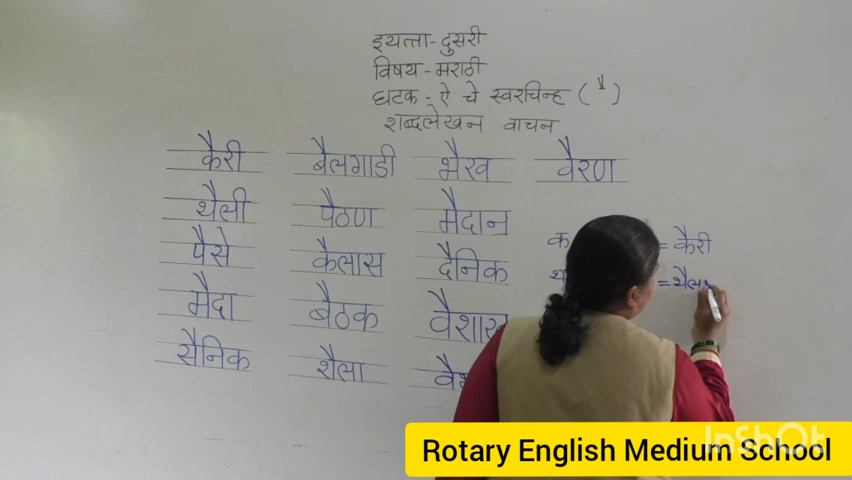 इयत्ता - दुसरी
विषय - मराठी
घटक - ऐ चे स्वरचिन्ह ( ै )
शब्दलेखन वाचन
कैरी बैलगाडी भैरव वैरण
थैली पैठण मैदान
पैसे कैलास दैनिक
मैदा बैठक वैशाख
सैनिक शैला
क = कैरी
= थैल
Rotary English Medium School
InShOt